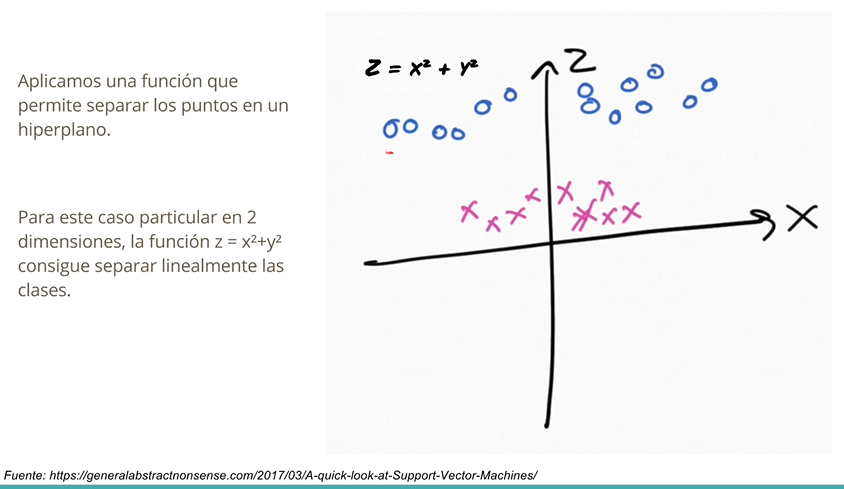 Aplicamos una función que
permite separar los puntos en un
hiperplano.
Para este caso particular en 2
dimensiones, la función z = x²+y²
consigue separar linealmente las
clases.
z = x² + y²
Z
X
Fuente: https://generalabstractnonsense.com/2017/03/A-quick-look-at-Support-Vector-Machines/